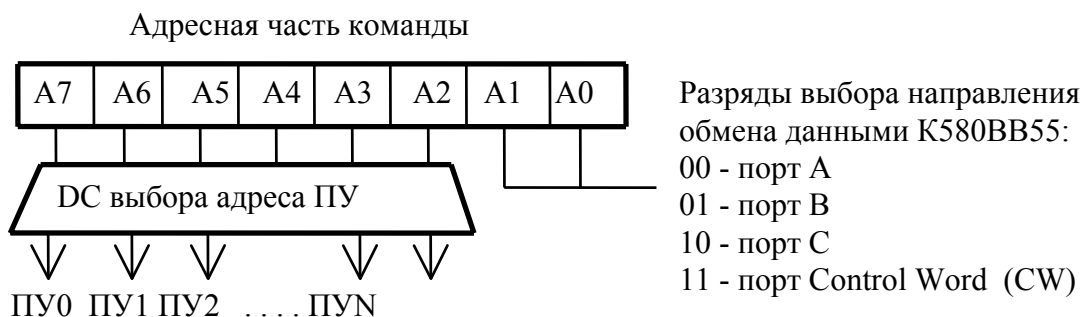 Адресная часть команды
A7 A6 A5 A4 A3 A2 A1 A0
DC выбора адреса ПУ
ПУ0 ПУ1 ПУ2 . . . . ПУN
Разряды выбора направления
обмена данными К580ВВ55:
00 - порт А
01 - порт В
10 - порт С
11 - порт Control Word (CW)